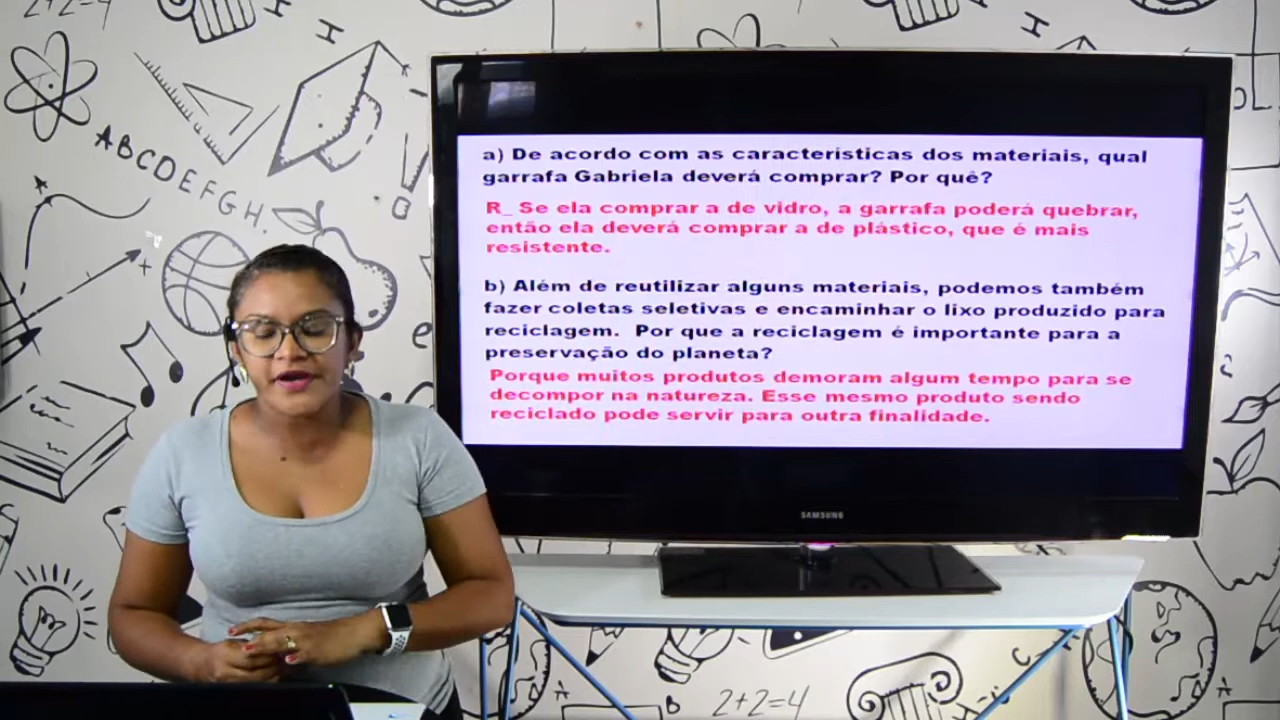 2+2=4
H
H
ABCDEFGH.
a) De acordo com as características dos materiais, qual
garrafa Gabriela deverá comprar? Por quê?
R_ Se ela comprar a de vidro, a garrafa poderá quebrar,
então ela deverá comprar a de plástico, que é mais
resistente.
b) Além de reutilizar alguns materiais, podemos também
fazer coletas seletivas e encaminhar o lixo produzido para
reciclagem. Por que a reciclagem é importante para a
preservação do planeta?
Porque muitos produtos demoram algum tempo para se
decompor na natureza. Esse mesmo produto sendo
reciclado pode servir para outra finalidade.
SAMSUNG
A
B
2+2=4
A